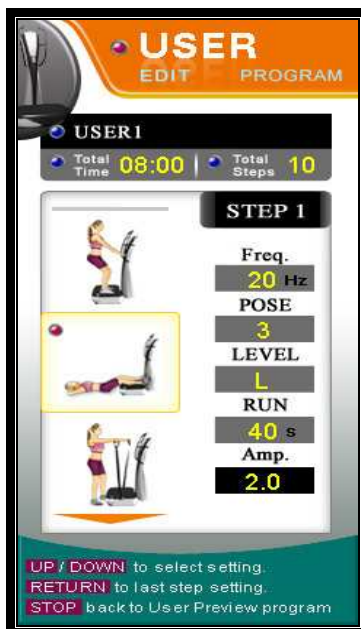 USER
EDIT PROGRAM
USER1
Total Time 08:00 Total Steps 10
STEP 1
Freq.
20 Hz
POSE
3
LEVEL
L
RUN
40 s
Amp.
2.0
UP / DOWN to select setting.
RETURN to last step setting.
STOP back to User Preview program